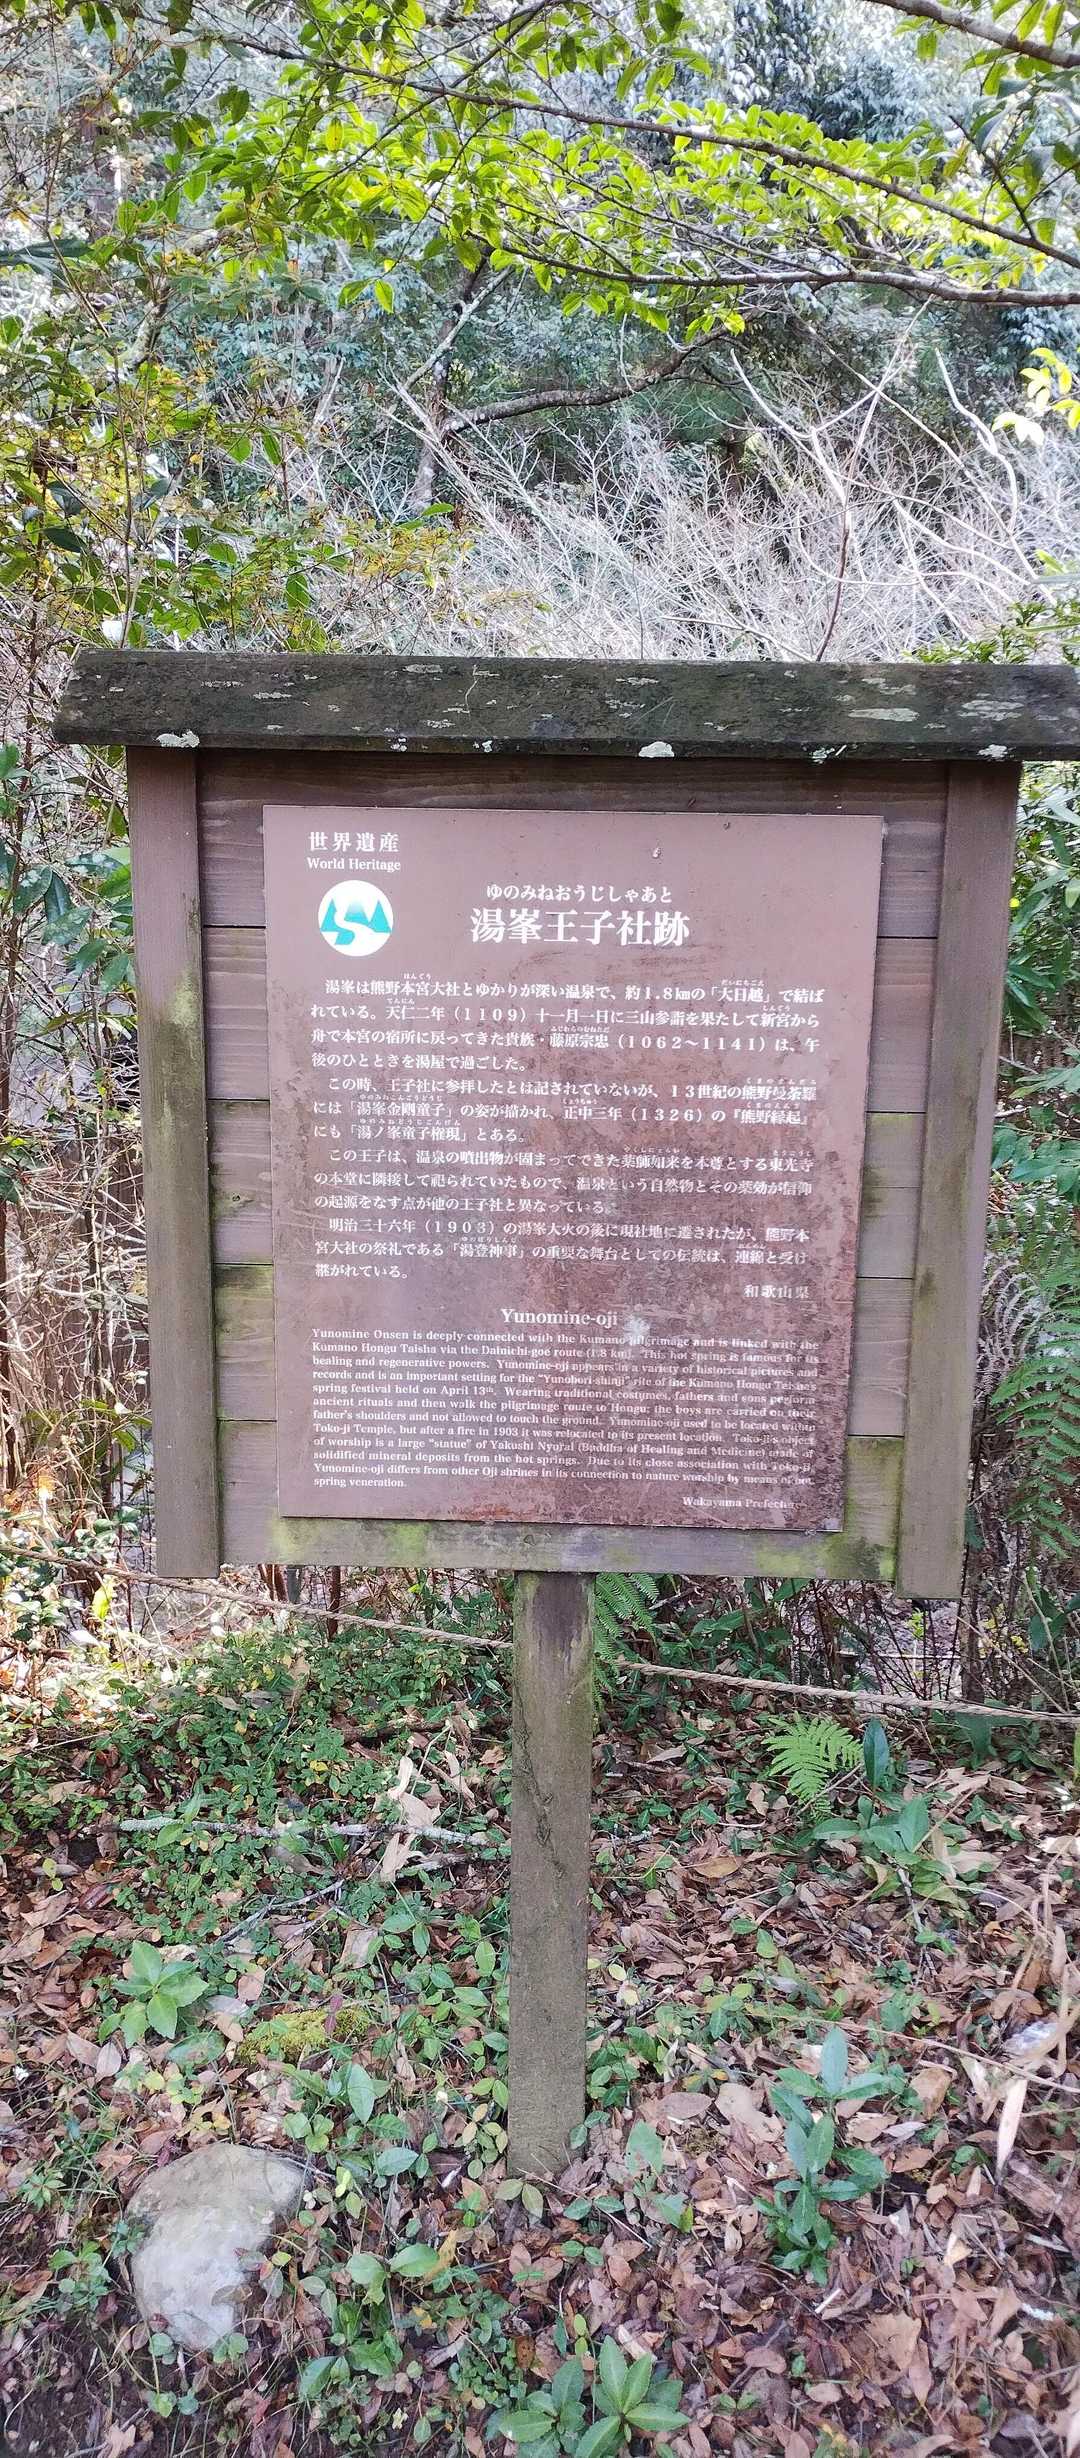 世界遺産
World Heritage
ゆのみねおうじしゃあと
湯峯王子社跡
湯峯は熊野本宮大社とゆかりが深い温泉で、約1.8㎞の「大日越」で結ば
れている。天仁二年（1109）十一月一日に三山参詣を果たして新宮から
舟で本宮の宿所に戻ってきた貴族・藤原宗忠（1062〜1141）は、午
後のひとときを湯屋で過ごした。
この時、王子社に参拝したとは記されていないが、13世紀の熊野曼荼羅
には「湯峯金剛童子」の姿が描かれ、正中三年（1326）の『熊野縁起』
にも「湯ノ峯童子権現」とある。
この王子は、温泉の噴出物が固まってできた薬師如来を本尊とする東光寺
の本堂に隣接して祀られていたもので、温泉という自然物とその薬効が信仰
の起源をなす点が他の王子社と異なっている。
明治三十六年（1903）の湯峯大火の後に現社地に遷されたが、熊野本
宮大社の祭礼である「湯登神事」の重要な舞台としての伝統は、連綿と受け
継がれている。
和歌山県
Yunomine-oji
Yunomine Onsen is deeply connected with the Kumano pilgrimage and is linked with the
Kumano Hongu Taisha via the Dainichi-goe route (1.8 km). This hot spring is famous for its
healing and regenerative powers. Yunomine-oji appears in a variety of historical pictures and
records and is an important setting for the "Yunobori-shinji" rite of the Kumano Hongu Taisha's
spring festival held on April 13th. Wearing traditional costumes, fathers and sons perform
ancient rituals and then walk the pilgrimage route to Hongu; the boys are carried on their
father's shoulders and not allowed to touch the ground. Yunomine-oji used to be located within
Toko-ji Temple, but after a fire in 1903 it was relocated to its present location. Toko-ji's object
of worship is a large "statue" of Yakushi Nyorai (Buddha of Healing and Medicine) made of
solidified mineral deposits from the hot springs. Due to its close association with Toko-ji,
Yunomine-oji differs from other Oji shrines in its connection to nature worship by means of hot
spring veneration.
Wakayama Prefecture